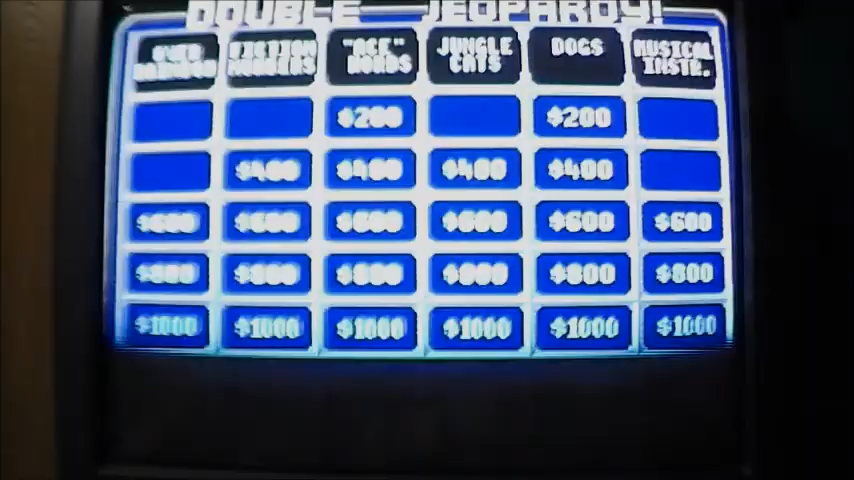 DOUBLE JEOPARDY!
FICTION "ACE" JUNGLE DOGS MUSICAL
WORDS CATS INSTR.
$200 $200
$400 $400 $400 $400
$600 $600 $600 $600 $600 $600
$800 $800 $800 $800 $800 $800
$1000 $1000 $1000 $1000 $1000 $1000